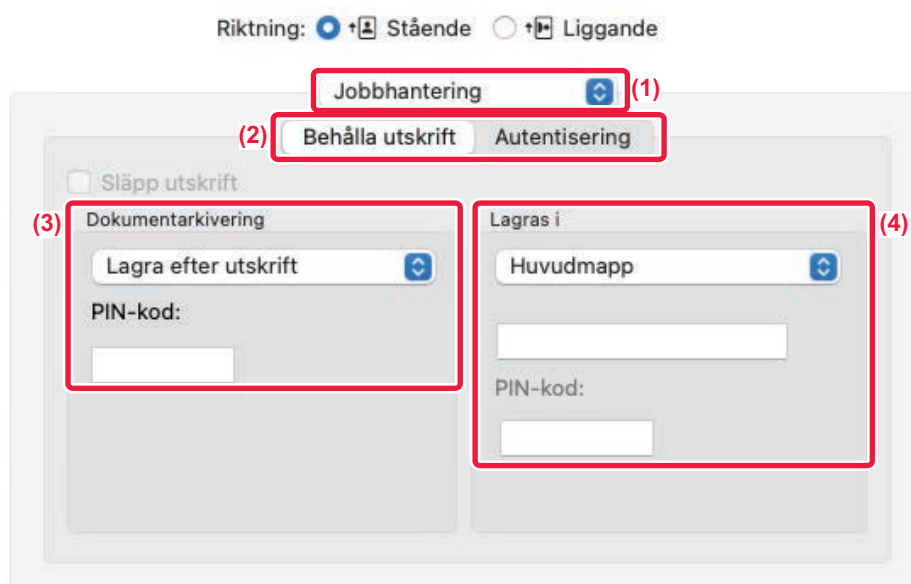 Riktning: Stående Liggande
Jobbhantering (1)
(2) Behålla utskrift Autentisering
Släpp utskrift
(3) Dokumentarkivering Lagras i (4)
Lagra efter utskrift Huvudmapp
PIN-kod:
PIN-kod: